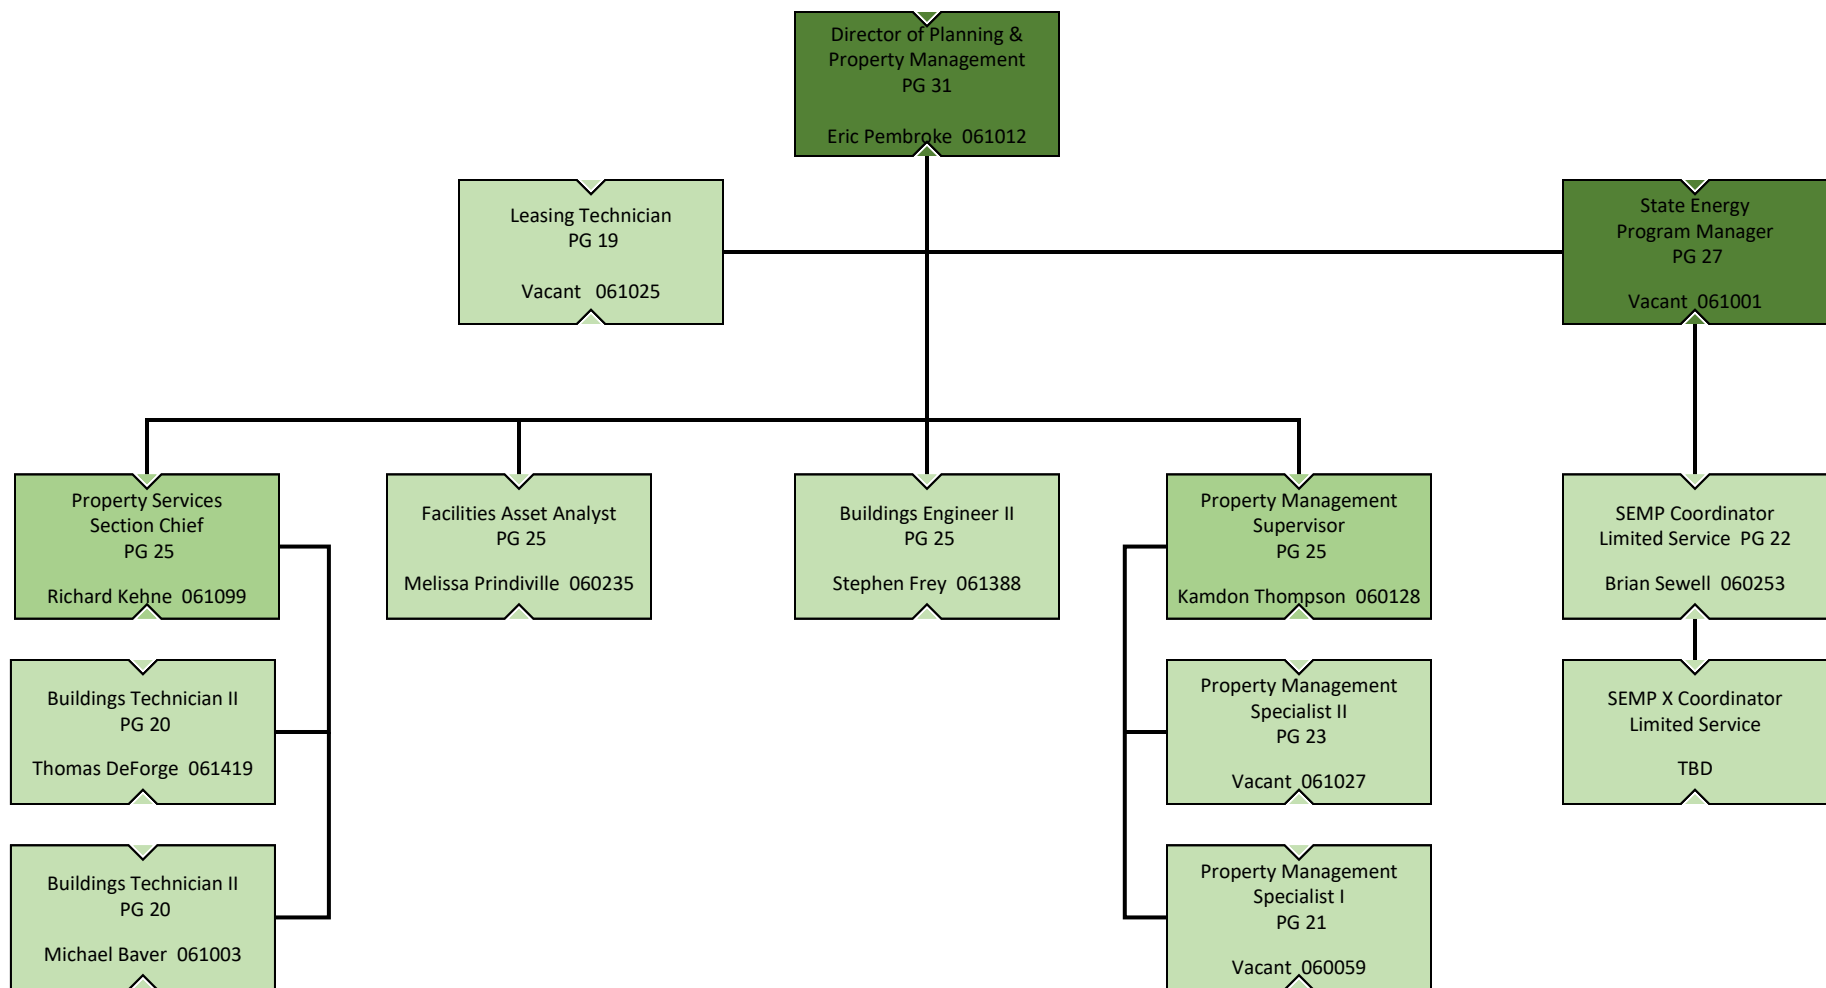 Director of Planning &
Property Management
PG 31
Eric Pembroke  061012
Leasing Technician
PG 19
Vacant   061025
State Energy
Program Manager
PG 27
Vacant  061001
Property Services
Section Chief
PG 25
Richard Kehne  061099
Facilities Asset Analyst
PG 25
Melissa Prindiville  060235
Buildings Engineer II
PG 25
Stephen Frey  061388
Property Management
Supervisor
PG 25
Kamdon Thompson  060128
SEMP Coordinator
Limited Service  PG 22
Brian Sewell  060253
Buildings Technician II
PG 20
Thomas DeForge  061419
Property Management
Specialist II
PG 23
Vacant  061027
SEMP X Coordinator
Limited Service
TBD
Buildings Technician II
PG 20
Michael Baver  061003
Property Management
Specialist I
PG 21
Vacant  060059